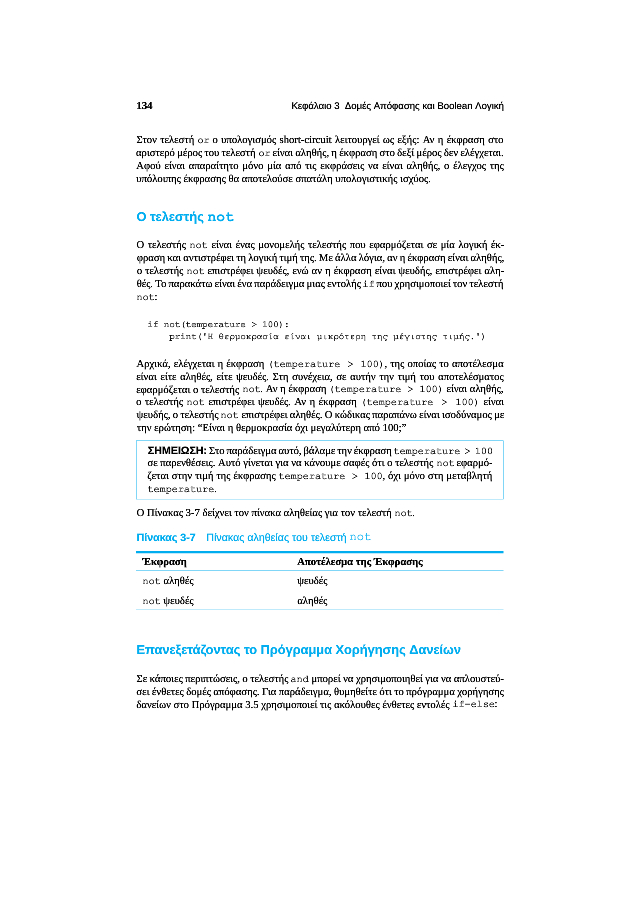 134 Κεφάλαιο 3 Δομές Απόφασης και Boolean Λογική
Στον τελεστή or ο υπολογισμός short-circuit λειτουργεί ως εξής: Αν η έκφραση στο
αριστερό μέρος του τελεστή or είναι αληθής, η έκφραση στο δεξί μέρος δεν ελέγχεται.
Αφού είναι απαραίτητο μόνο μία από τις εκφράσεις να είναι αληθής, ο έλεγχος της
υπόλοιπης έκφρασης θα αποτελούσε σπατάλη υπολογιστικής ισχύος.
Ο τελεστής not
Ο τελεστής not είναι ένας μονομελής τελεστής που εφαρμόζεται σε μία λογική έκ-
φραση και αντιστρέφει τη λογική τιμή της. Με άλλα λόγια, αν η έκφραση είναι αληθής,
ο τελεστής not επιστρέφει ψευδές, ενώ αν η έκφραση είναι ψευδής, επιστρέφει αλη-
θές. Το παρακάτω είναι ένα παράδειγμα μιας εντολής if που χρησιμοποιεί τον τελεστή
not:
if not(temperature > 100):
print('Η θερμοκρασία είναι μικρότερη της μέγιστης τιμής.")
Αρχικά, ελέγχεται η έκφραση (temperature > 100), της οποίας το αποτέλεσμα
είναι είτε αληθές, είτε ψευδές. Στη συνέχεια, σε αυτήν την τιμή του αποτελέσματος
εφαρμόζεται ο τελεστής not. Αν η έκφραση (temperature > 100) είναι αληθής,
ο τελεστής not επιστρέφει ψευδές. Αν η έκφραση (temperature > 100) είναι
ψευδής, ο τελεστής not επιστρέφει αληθές. Ο κώδικας παραπάνω είναι ισοδύναμος με
την ερώτηση: “Είναι η θερμοκρασία όχι μεγαλύτερη από 100;”
ΣΗΜΕΙΩΣΗ: Στο παράδειγμα αυτό, βάλαμε την έκφραση temperature > 100
σε παρενθέσεις. Αυτό γίνεται για να κάνουμε σαφές ότι ο τελεστής not εφαρμό-
ζεται στην τιμή της έκφρασης temperature > 100, όχι μόνο στη μεταβλητή
temperature.
Ο Πίνακας 3-7 δείχνει τον πίνακα αληθείας για τον τελεστή not.
Πίνακας 3-7 Πίνακας αληθείας του τελεστή not
Έκφραση Αποτέλεσμα της Έκφρασης
not αληθές ψευδές
not ψευδές αληθές
Επανεξετάζοντας το Πρόγραμμα Χορήγησης Δανείων
Σε κάποιες περιπτώσεις, ο τελεστής and μπορεί να χρησιμοποιηθεί για να απλουστεύ-
σει ένθετες δομές απόφασης. Για παράδειγμα, θυμηθείτε ότι το πρόγραμμα χορήγησης
δανείων στο Πρόγραμμα 3.5 χρησιμοποιεί τις ακόλουθες ένθετες εντολές if-else: